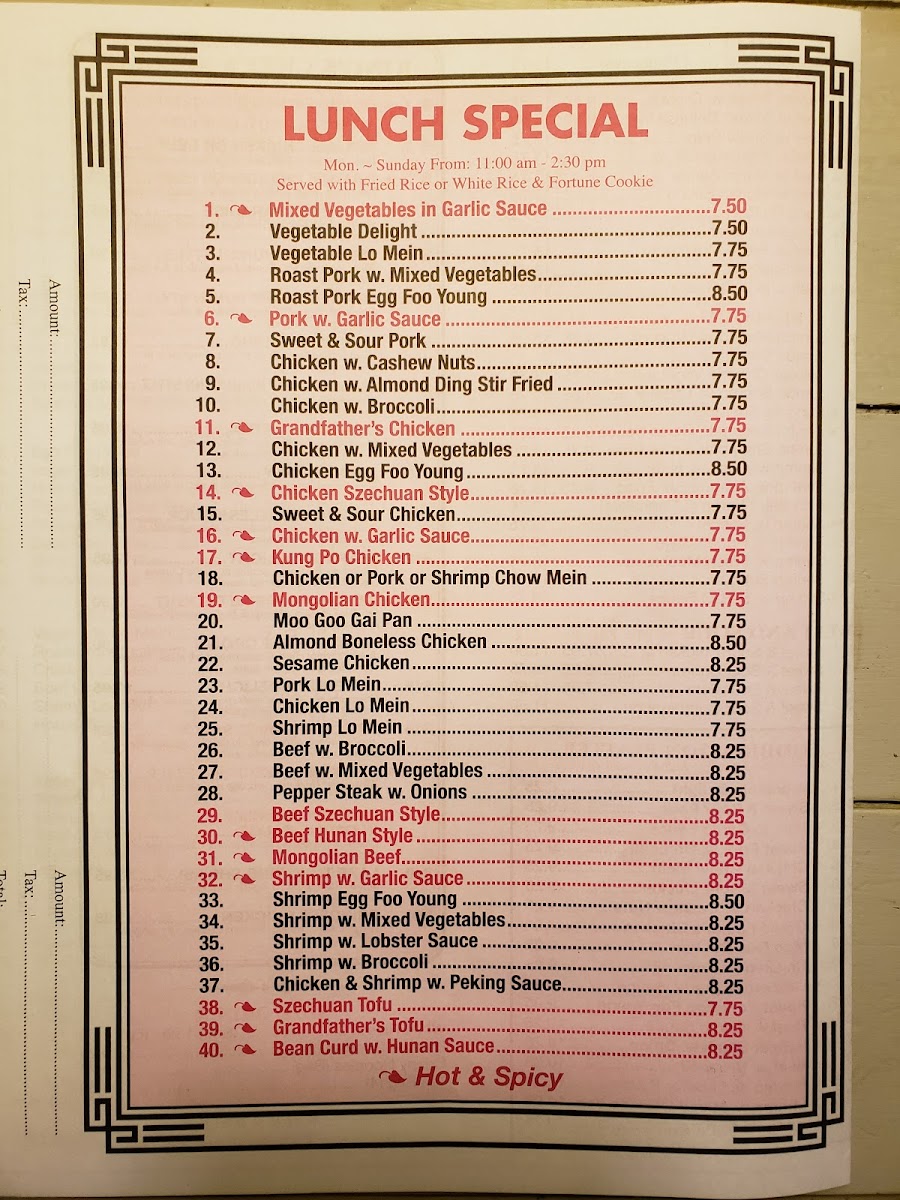 LUNCH SPECIAL
Mon. ~ Sunday From: 11:00 am - 2:30 pm
Served with Fried Rice or White Rice & Fortune Cookie
1. Mixed Vegetables in Garlic Sauce 7.50
2. Vegetable Delight 7.50
3. Vegetable Lo Mein 7.75
4. Roast Pork w. Mixed Vegetables 7.75
5. Roast Pork Egg Foo Young 8.50
6. Pork w. Garlic Sauce 7.75
7. Sweet & Sour Pork 7.75
8. Chicken w. Cashew Nuts 7.75
9. Chicken w. Almond Ding Stir Fried 7.75
10. Chicken w. Broccoli 7.75
11. Grandfather's Chicken 7.75
12. Chicken w. Mixed Vegetables 7.75
13. Chicken Egg Foo Young 8.50
14. Chicken Szechuan Style 7.75
15. Sweet & Sour Chicken 7.75
16. Chicken w. Garlic Sauce 7.75
17. Kung Po Chicken 7.75
18. Chicken or Pork or Shrimp Chow Mein 7.75
19. Mongolian Chicken 7.75
20. Moo Goo Gai Pan 7.75
21. Almond Boneless Chicken 8.50
22. Sesame Chicken 8.25
23. Pork Lo Mein 7.75
24. Chicken Lo Mein 7.75
25. Shrimp Lo Mein 7.75
26. Beef w. Broccoli 8.25
27. Beef w. Mixed Vegetables 8.25
28. Pepper Steak w. Onions 8.25
29. Beef Szechuan Style 8.25
30. Beef Hunan Style 8.25
31. Mongolian Beef 8.25
32. Shrimp w. Garlic Sauce 8.25
33. Shrimp Egg Foo Young 8.50
34. Shrimp w. Mixed Vegetables 8.25
35. Shrimp w. Lobster Sauce 8.25
36. Shrimp w. Broccoli 8.25
37. Chicken & Shrimp w. Peking Sauce 8.25
38. Szechuan Tofu 7.75
39. Grandfather's Tofu 8.25
40. Bean Curd w. Hunan Sauce 8.25
Hot & Spicy
Amount:
Tax:
Amount:
Tax: